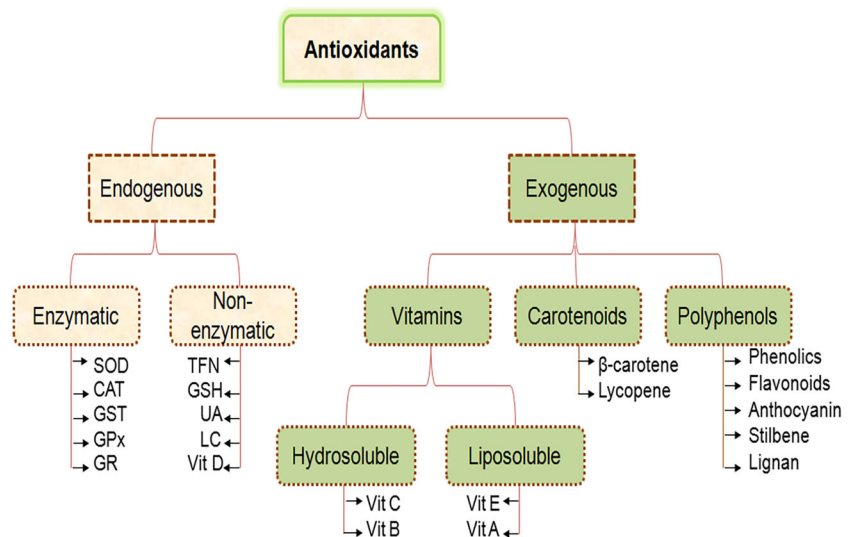 Antioxidants
Endogenous
Exogenous
Enzymatic
Non-
enzymatic
Vitamins
Carotenoids
Polyphenols
SOD
CAT
GST
GPx
GR
TFN
GSH
UA
LC
Vit D
β-carotene
Lycopene
Phenolics
Flavonoids
Anthocyanin
Stilbene
Lignan
Hydrosoluble
Liposoluble
Vit C
Vit B
Vit E
Vit A